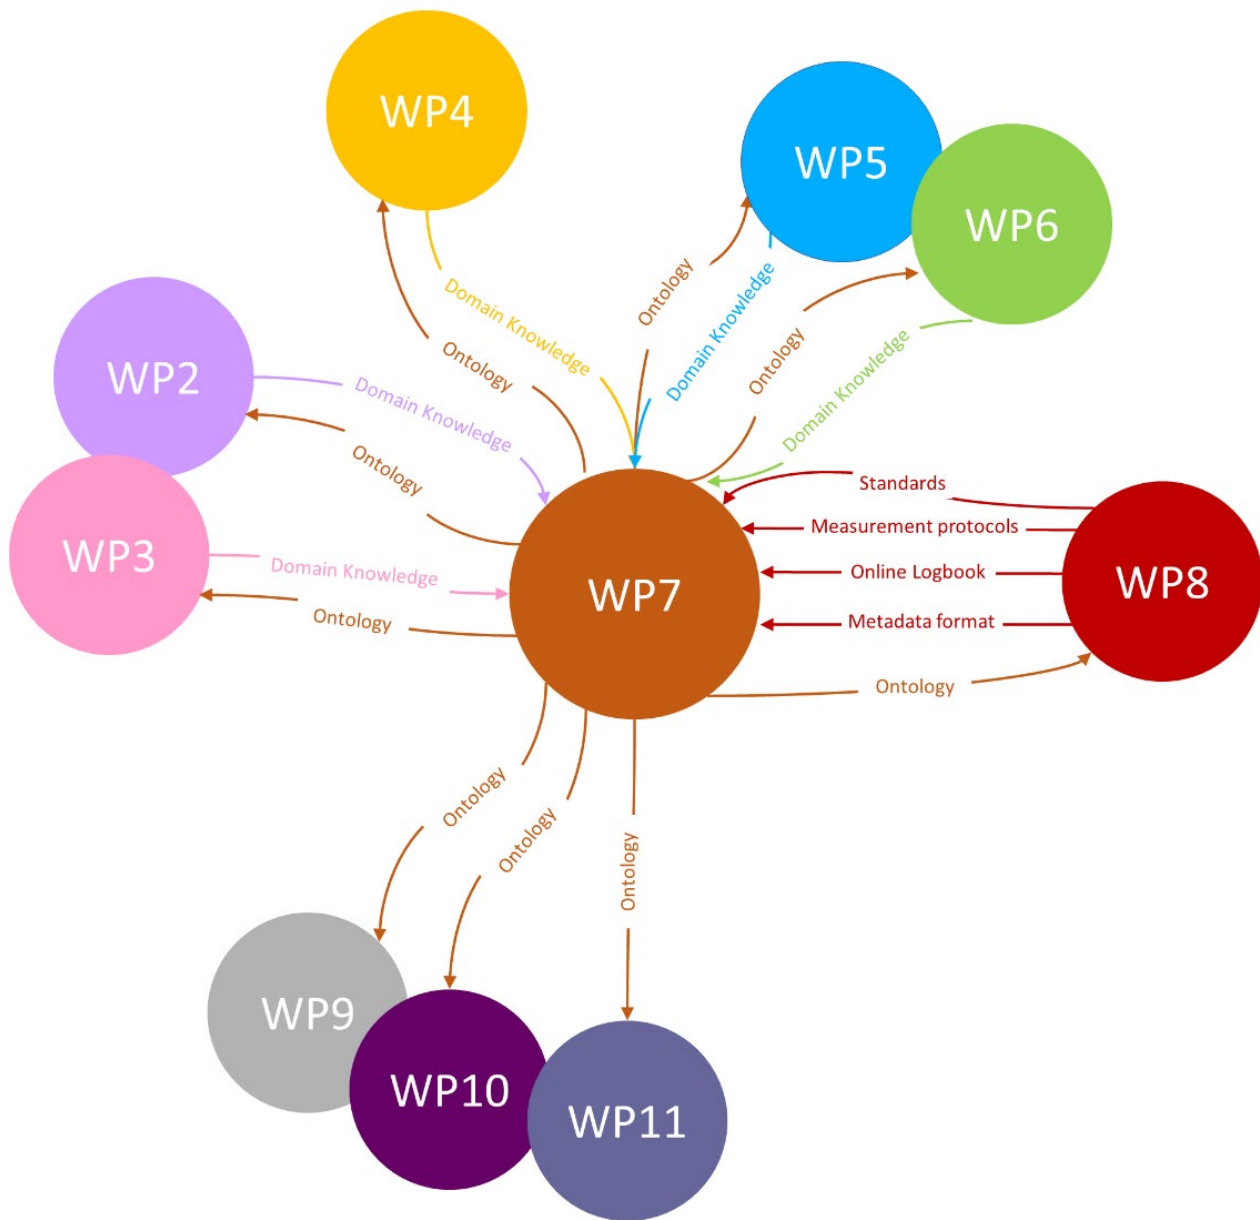 WP4
WP5
WP6
Ontology
Domain Knowledge
Domain Knowledge
Ontology
Ontology
Domain Knowledge
WP2
Domain Knowledge
Ontology
WP3
Domain Knowledge
Ontology
WP7
Standards
Measurement protocols
Online Logbook
Metadata format
Ontology
WP8
Ontology
Ontology
Ontology
WP9
WP10
WP11